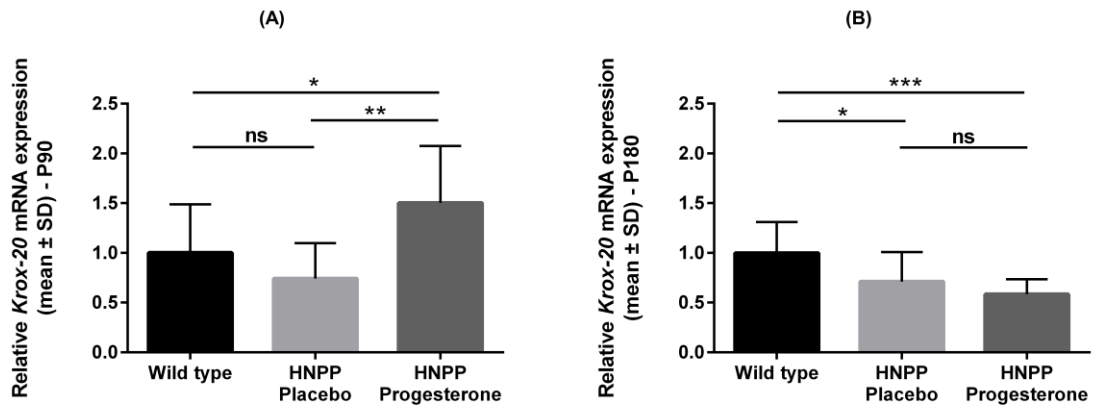 (A)
Relative Krox-20 mRNA expression
(mean ± SD) - P90
2.5
2.0
1.5
1.0
0.5
0.0
*
**
ns
Wild type
HNPP
Placebo
HNPP
Progesterone
(B)
Relative Krox-20 mRNA expression
(mean ± SD) - P180
2.5
2.0
1.5
1.0
0.5
0.0
***
*
ns
Wild type
HNPP
Placebo
HNPP
Progesterone